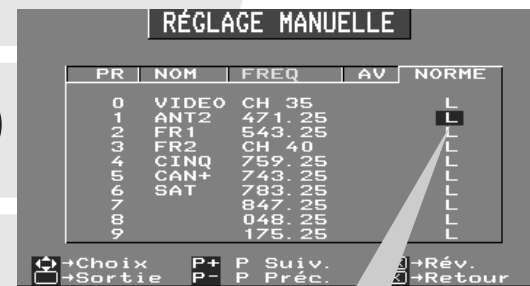 RÉGLAGE MANUELLE
PR NOM FREQ AV NORME
0 VIDEO CH 35 L
1 ANT2 471.25 L
2 FR1 543.25 L
3 FR2 CH 40 L
4 CINQ 759.25 L
5 CAN+ 743.25 L
6 SAT 783.25 L
7 847.25 L
8 048.25 L
9 175.25 L
→Choix P+ P Suiv. →Rév.
→Sortie P- P Préc. →Retour